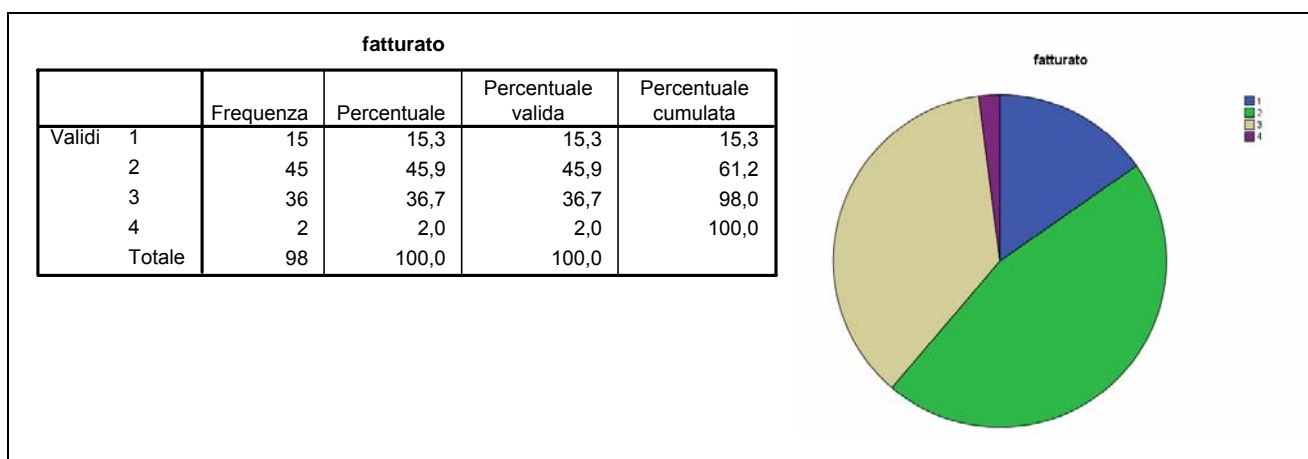 fatturato
Frequenza Percentuale Percentuale valida Percentuale cumulata
Validi 1 15 15,3 15,3 15,3
2 45 45,9 45,9 61,2
3 36 36,7 36,7 98,0
4 2 2,0 2,0 100,0
Totale 98 100,0 100,0
fatturato
1
2
3
4